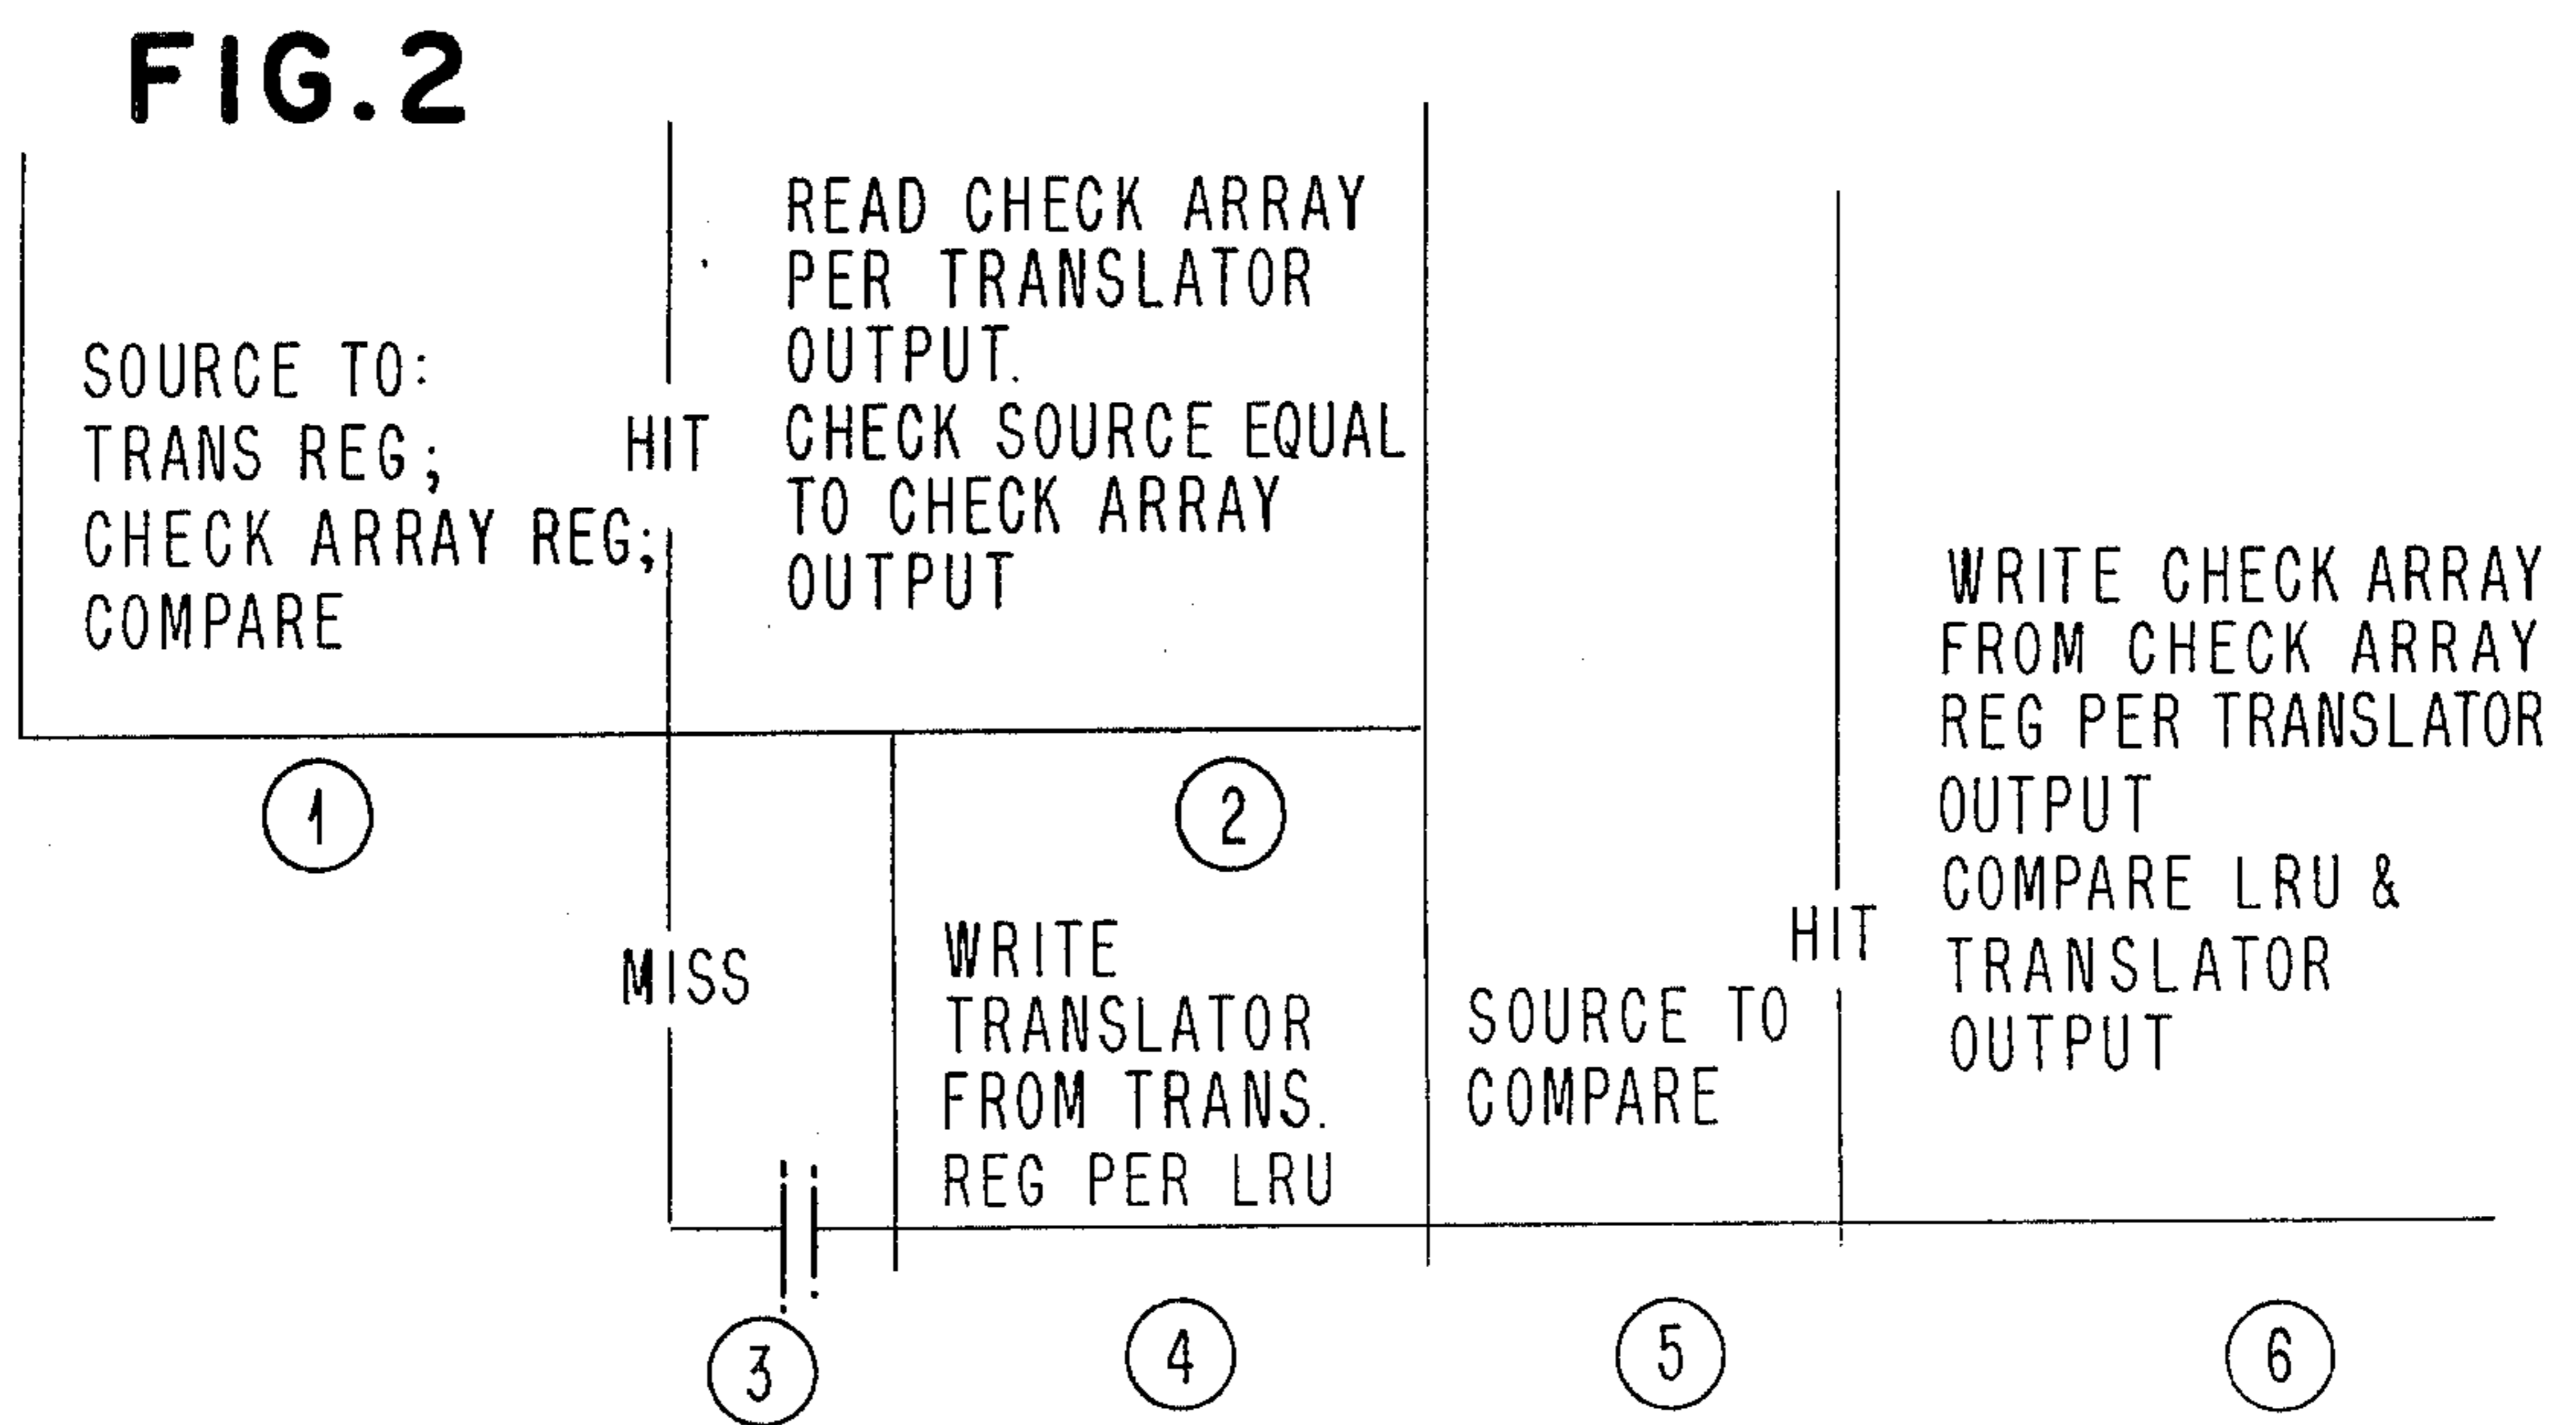 FIG.2
SOURCE TO:
TRANS REG;
CHECK ARRAY REG;
COMPARE
HIT
READ CHECK ARRAY
PER TRANSLATOR
OUTPUT.
CHECK SOURCE EQUAL
TO CHECK ARRAY
OUTPUT
1
2
MISS
3
WRITE
TRANSLATOR
FROM TRANS.
REG PER LRU
4
SOURCE TO
COMPARE
5
HIT
WRITE CHECK ARRAY
FROM CHECK ARRAY
REG PER TRANSLATOR
OUTPUT
COMPARE LRU &
TRANSLATOR
OUTPUT
6